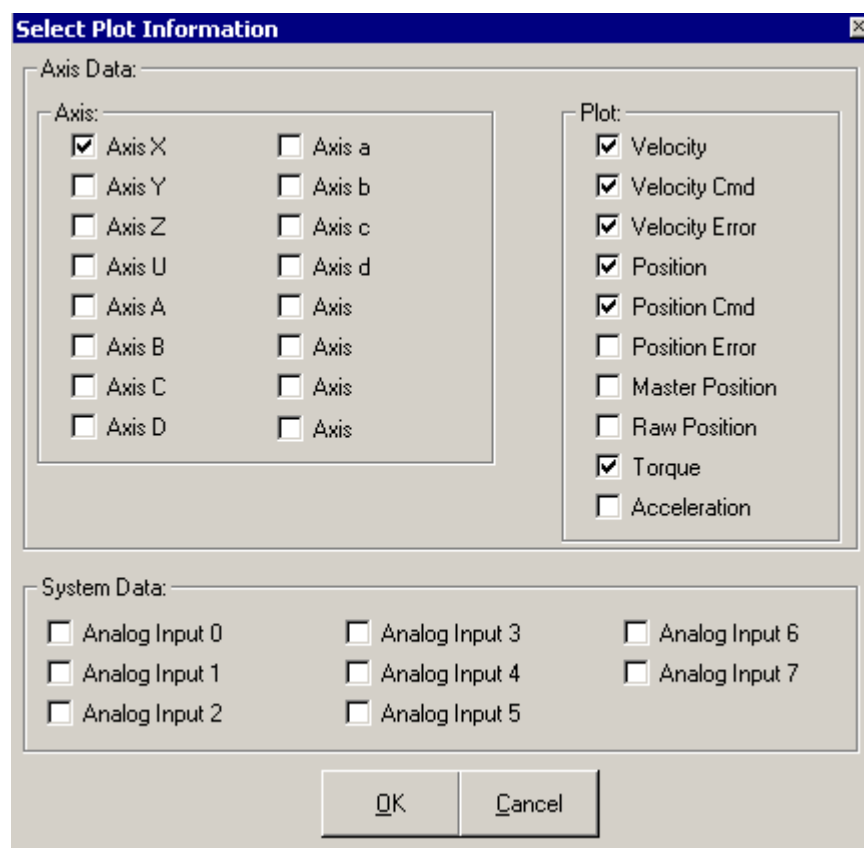 Select Plot Information
Axis Data:
Axis:
Axis X
Axis a
Axis Y
Axis b
Axis Z
Axis c
Axis U
Axis d
Axis A
Axis
Axis B
Axis
Axis C
Axis
Axis D
Axis
Plot:
Velocity
Velocity Cmd
Velocity Error
Position
Position Cmd
Position Error
Master Position
Raw Position
Torque
Acceleration
System Data:
Analog Input 0
Analog Input 3
Analog Input 6
Analog Input 1
Analog Input 4
Analog Input 7
Analog Input 2
Analog Input 5
OK
Cancel